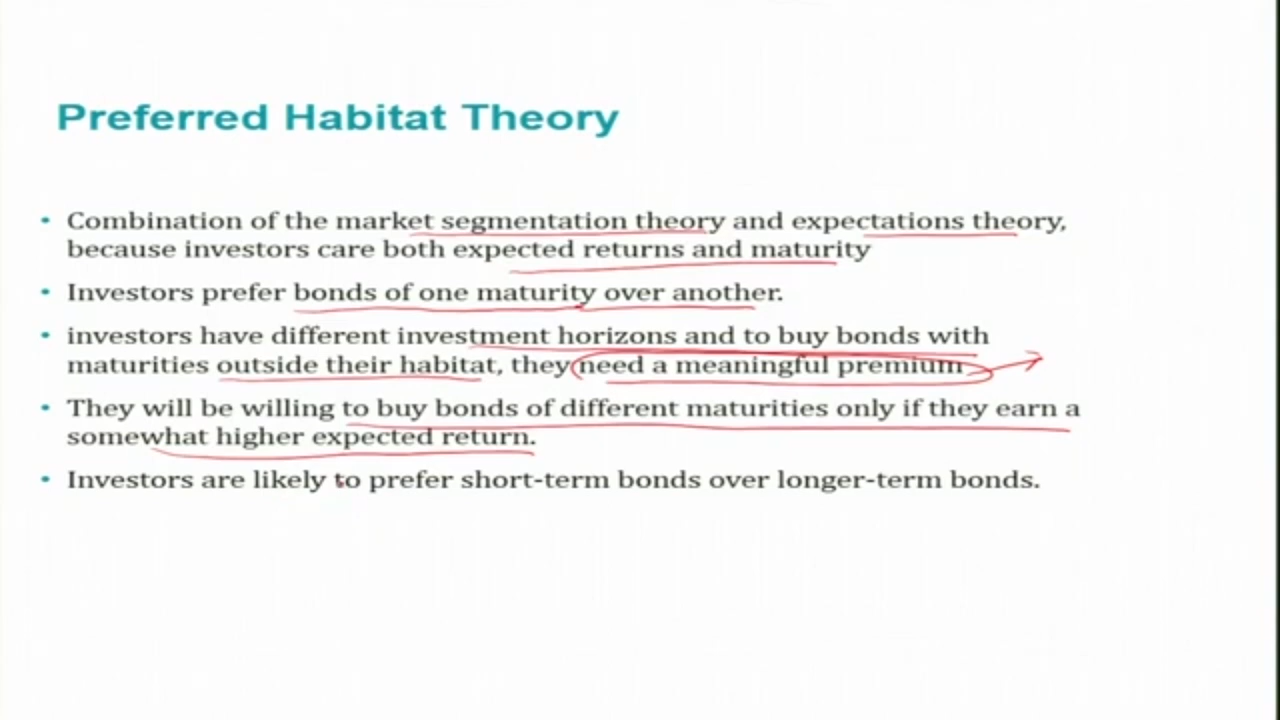 Preferred Habitat Theory
• Combination of the market segmentation theory and expectations theory,
because investors care both expected returns and maturity
• Investors prefer bonds of one maturity over another.
• investors have different investment horizons and to buy bonds with
maturities outside their habitat, they need a meaningful premium
• They will be willing to buy bonds of different maturities only if they earn a
somewhat higher expected return.
• Investors are likely to prefer short-term bonds over longer-term bonds.